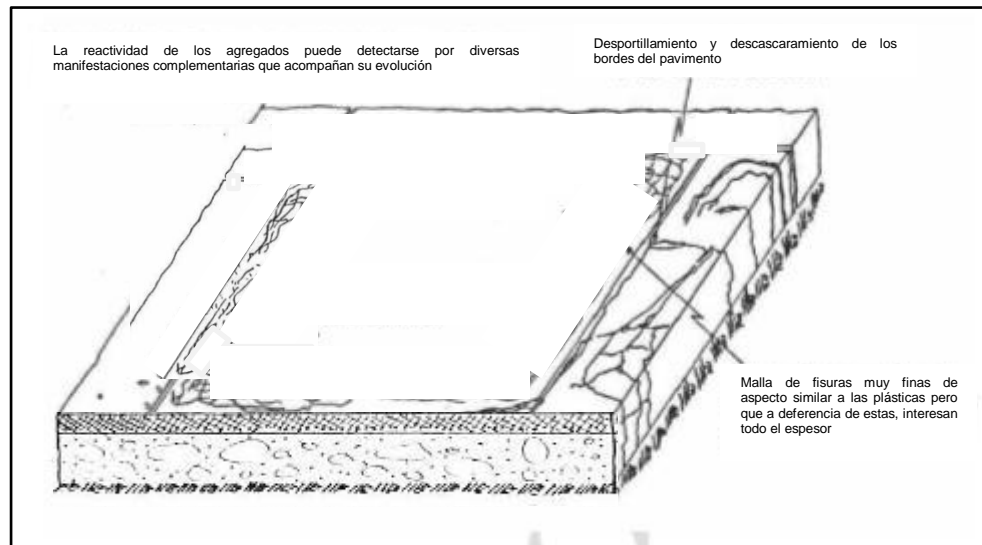 La reactividad de los agregados puede detectarse por diversas
manifestaciones complementarias que acompañan su evolución
Desportillamiento y descascaramiento de los
bordes del pavimento
Malla de fisuras muy finas de
aspecto similar a las plásticas pero
que a deferencia de estas, interesan
todo el espesor